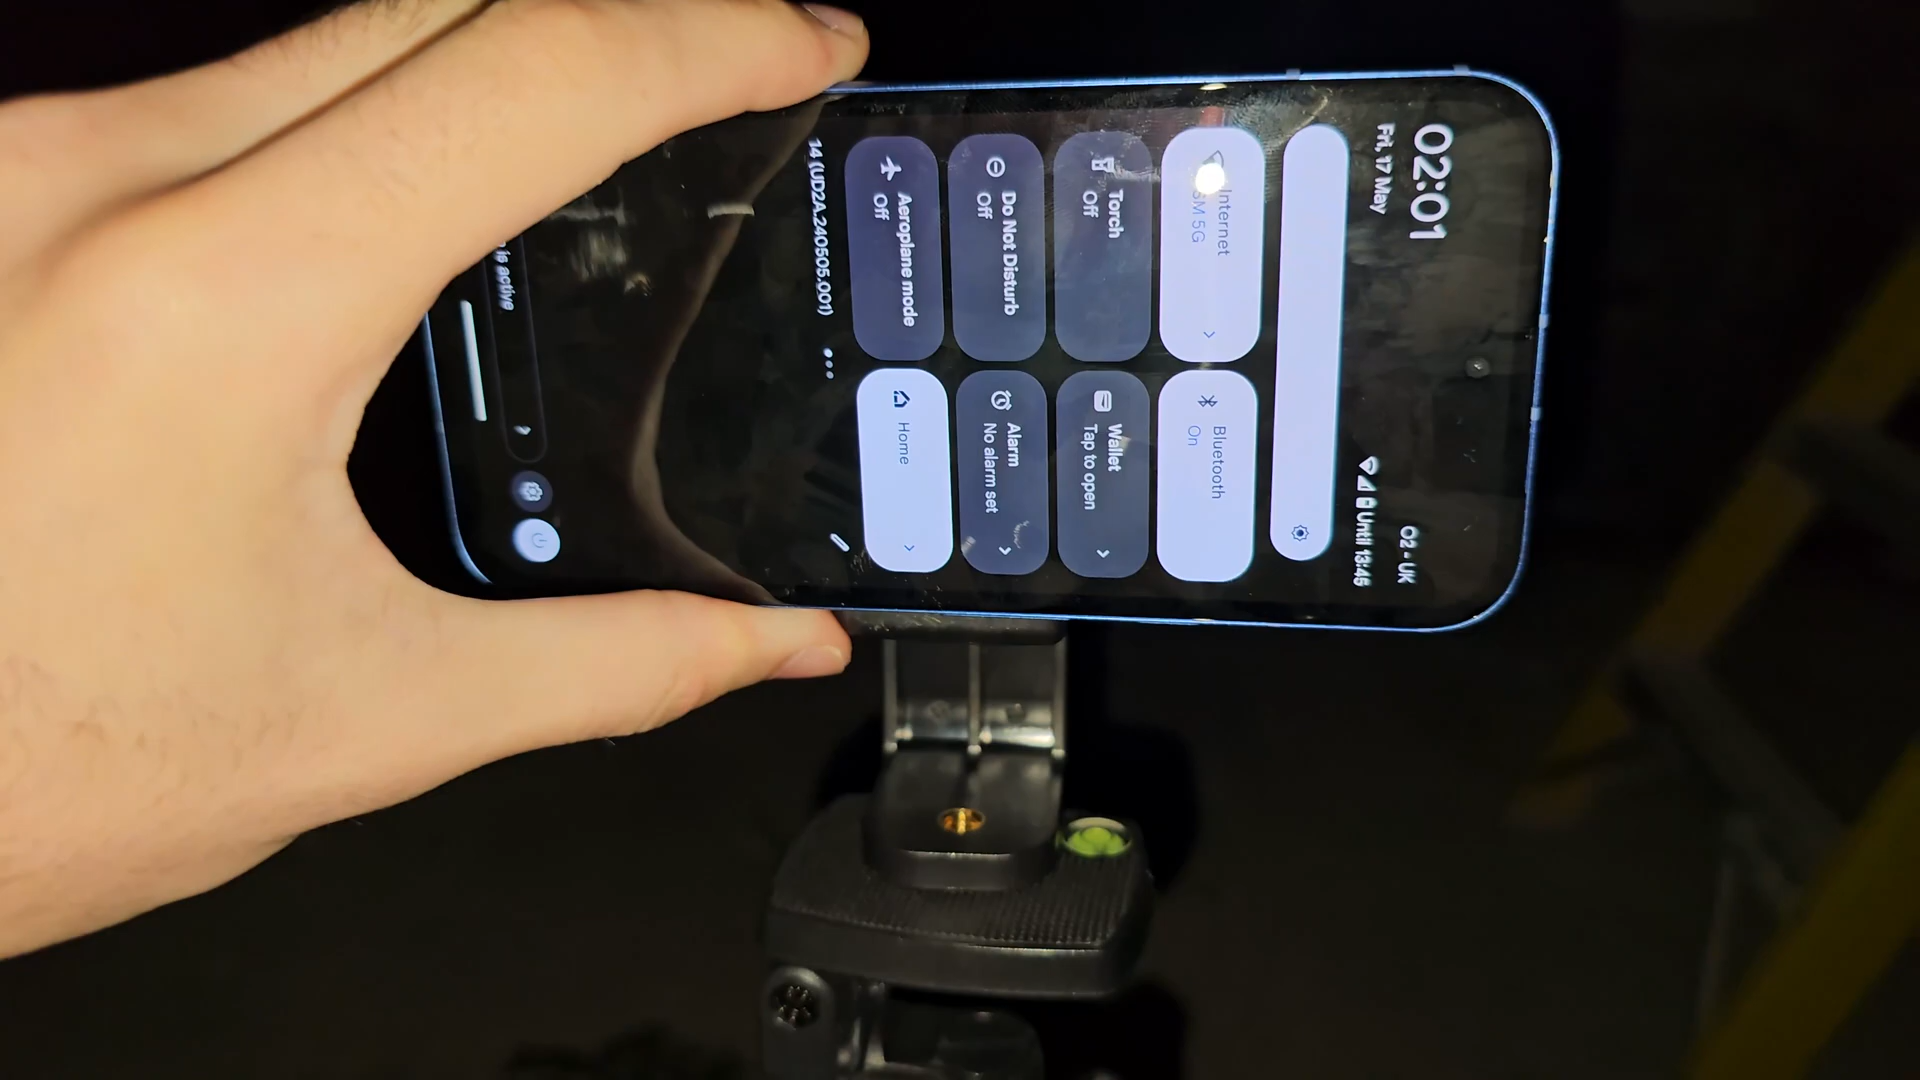 02:01
Fri, 17 May
O2 - UK
Until 13:45
Internet
5G
Bluetooth
On
Torch
Off
Wallet
Tap to open
Do Not Disturb
Off
Alarm
No alarm set
Aeroplane mode
Off
Home
14 (UD2A.240505.001)
is active